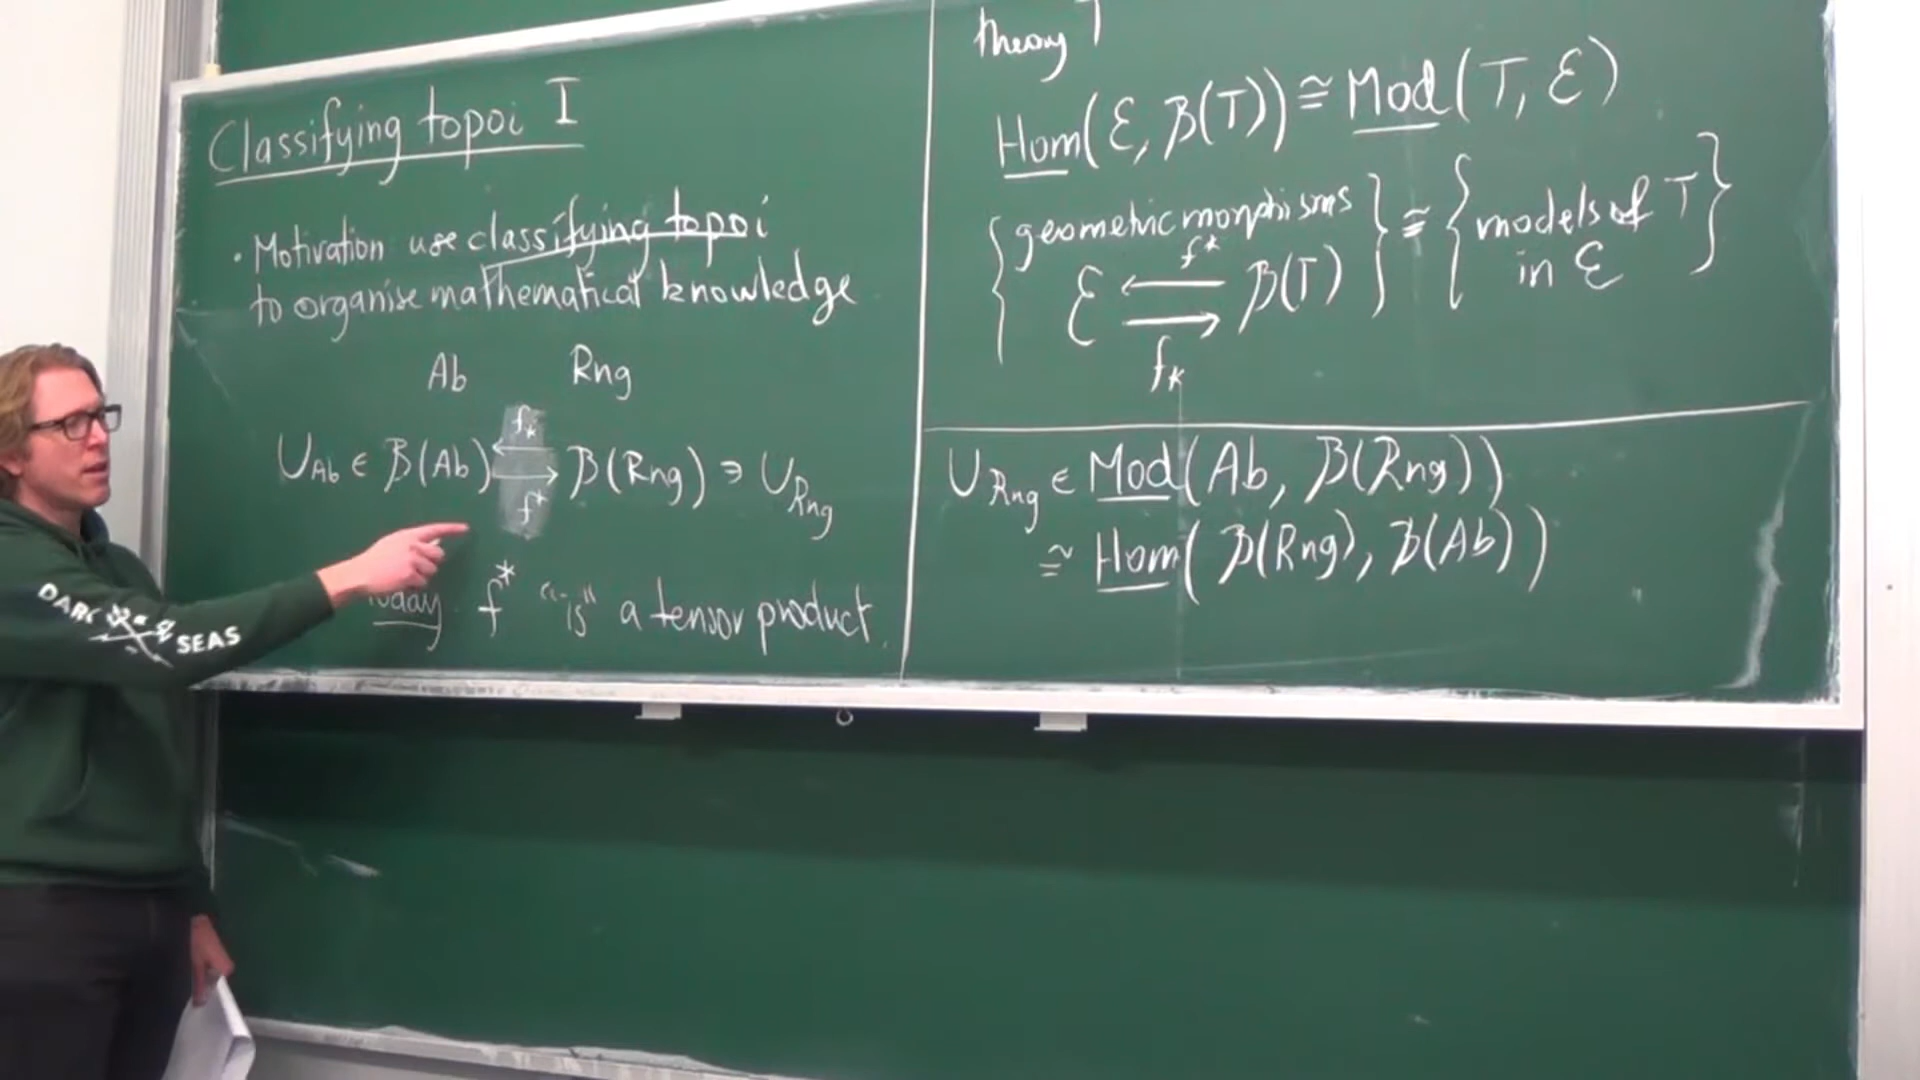 Classifying topoi I
• Motivation use classifying topoi
to organise mathematical knowledge
Ab Rng
f_*
U_Ab ∈ B(Ab) ⇄ B(Rng) ∋ U_Rng
f^*
Today f^* "is" a tensor product.
Theory T
Hom(ℰ, B(T)) ≅ Mod(T, ℰ)
{ geometric morphisms } ≅ { models of T }
f^*
ℰ ⇄ B(T) in ℰ
f_*
U_Rng ∈ Mod(Ab, B(Rng))
≅ Hom(B(Rng), B(Ab))
DARK SEAS